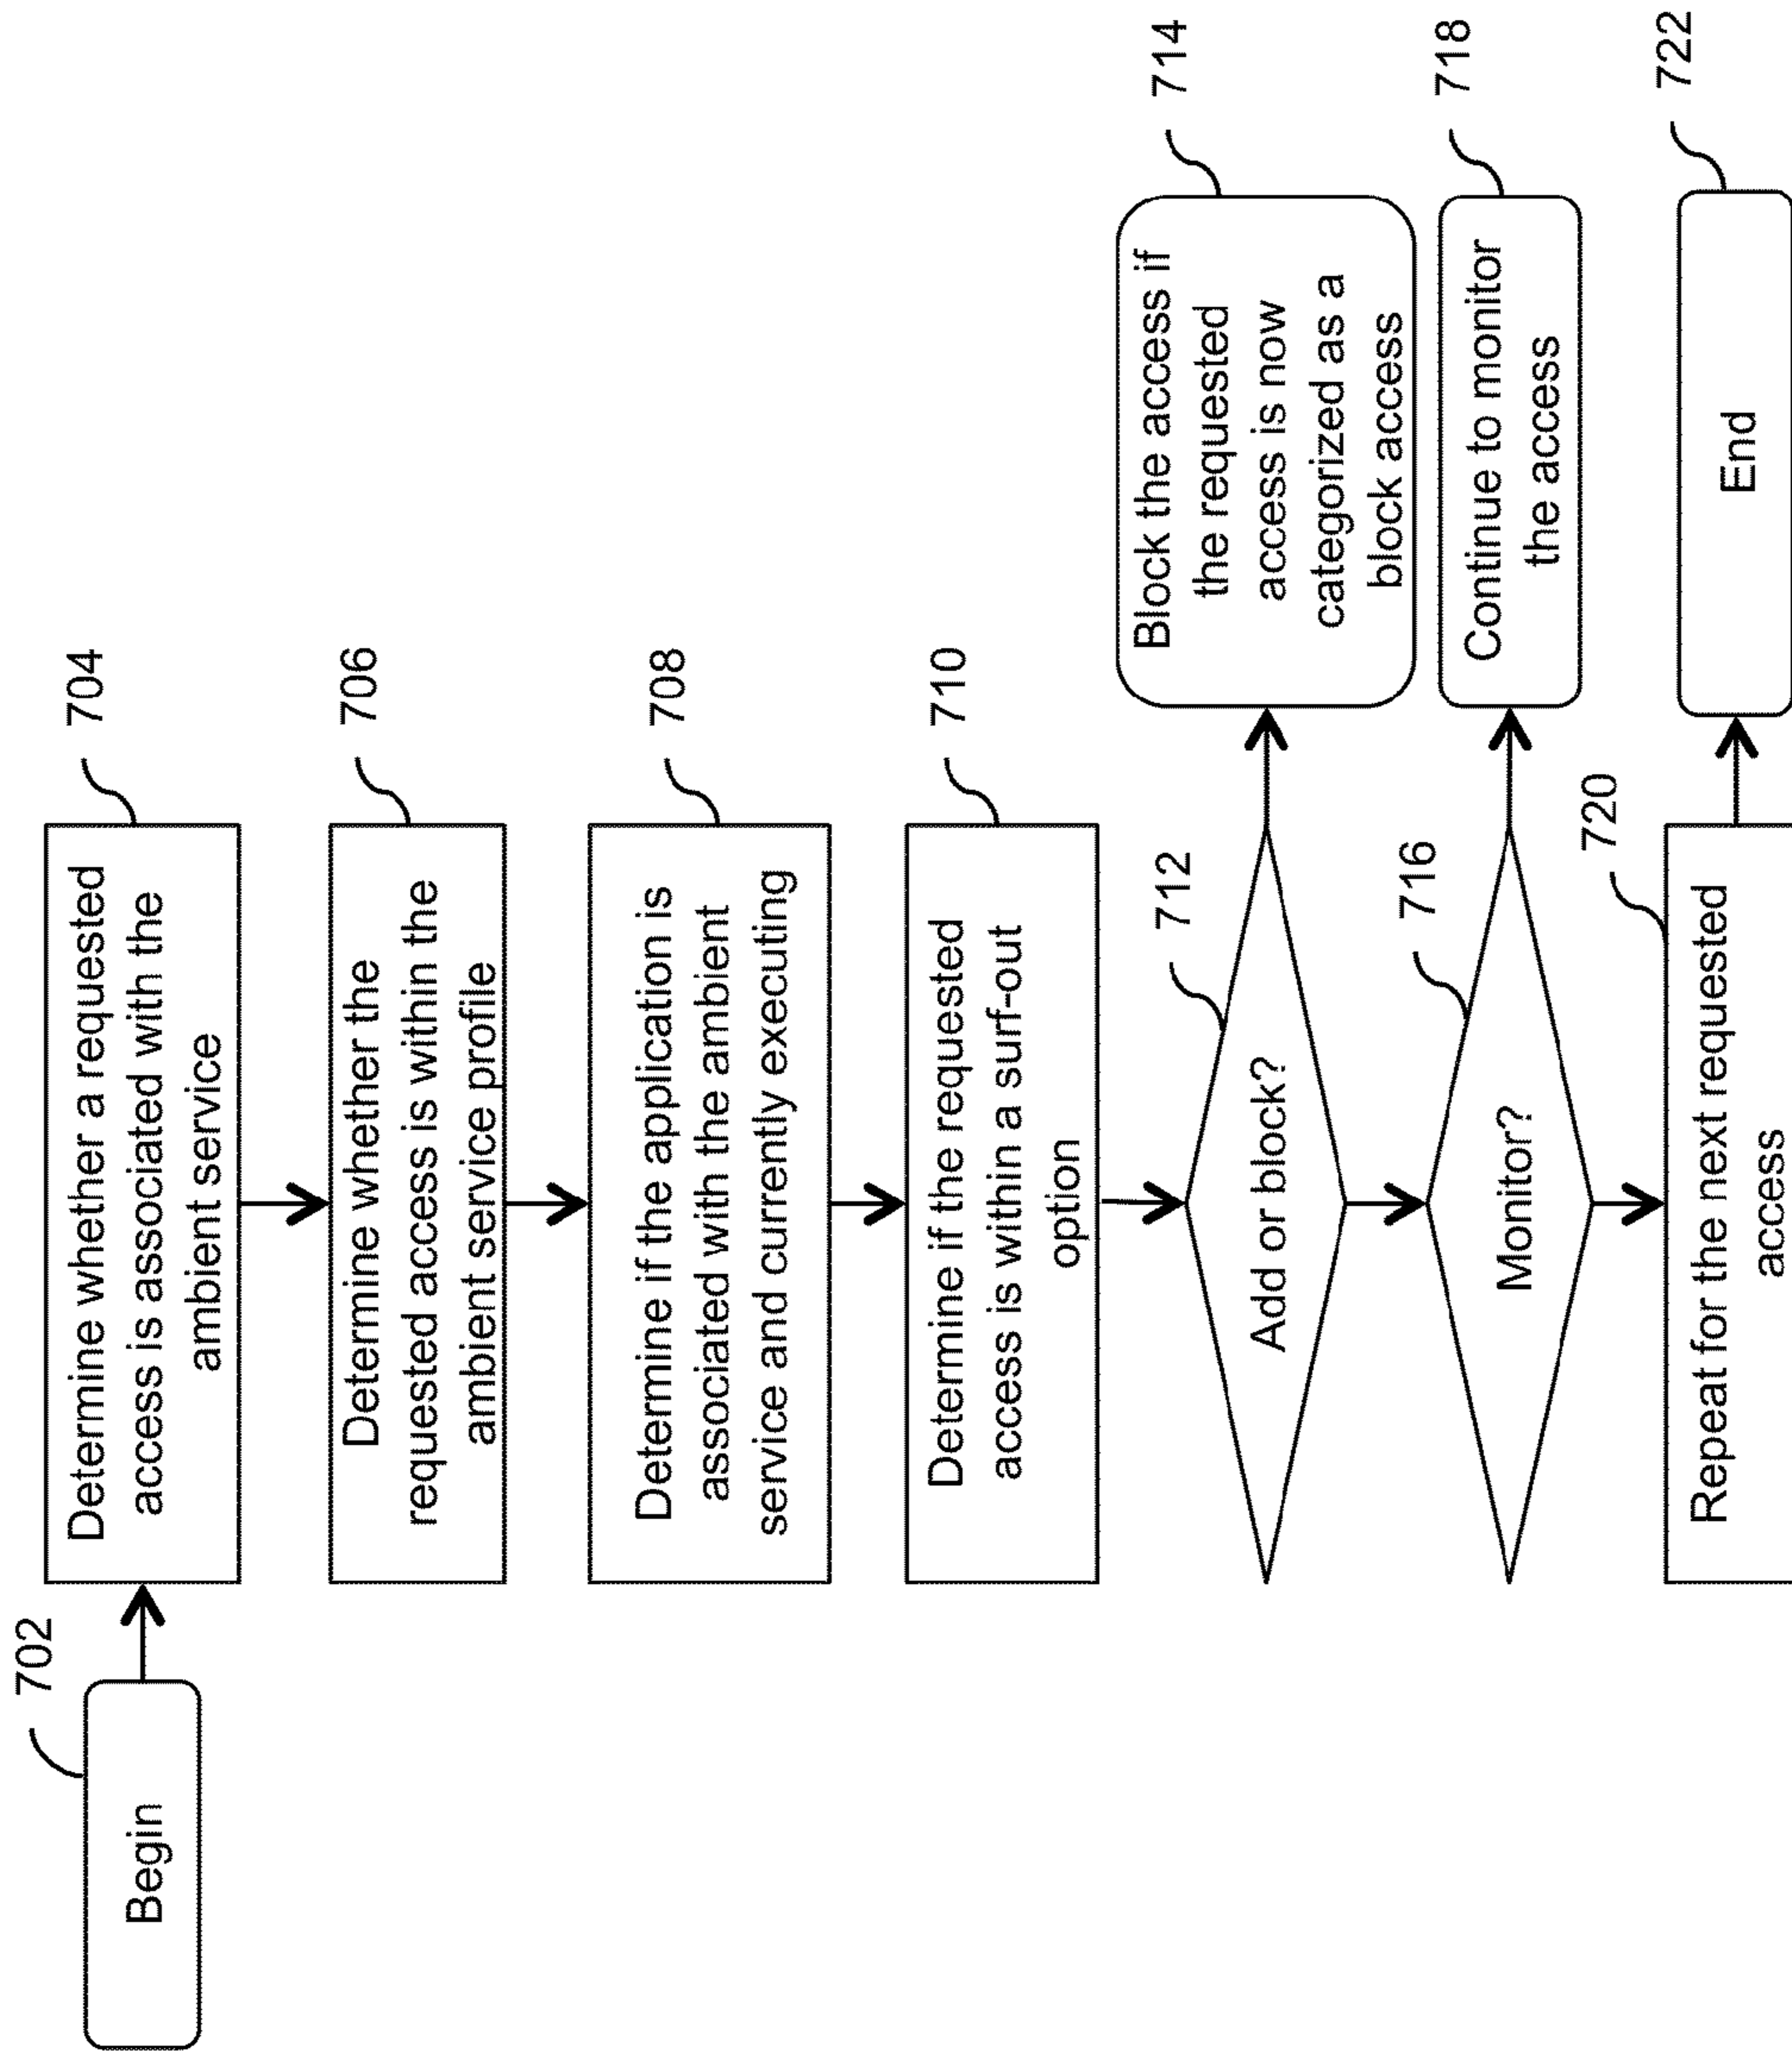 702
Begin
704
Determine whether a requested
access is associated with the
ambient service
706
Determine whether the
requested access is within the
ambient service profile
708
Determine if the application is
associated with the ambient
service and currently executing
710
Determine if the requested
access is within a surf-out
option
712
Add or block?
714
Block the access if
the requested
access is now
categorized as a
block access
716
Monitor?
718
Continue to monitor
the access
720
Repeat for the next requested
access
722
End